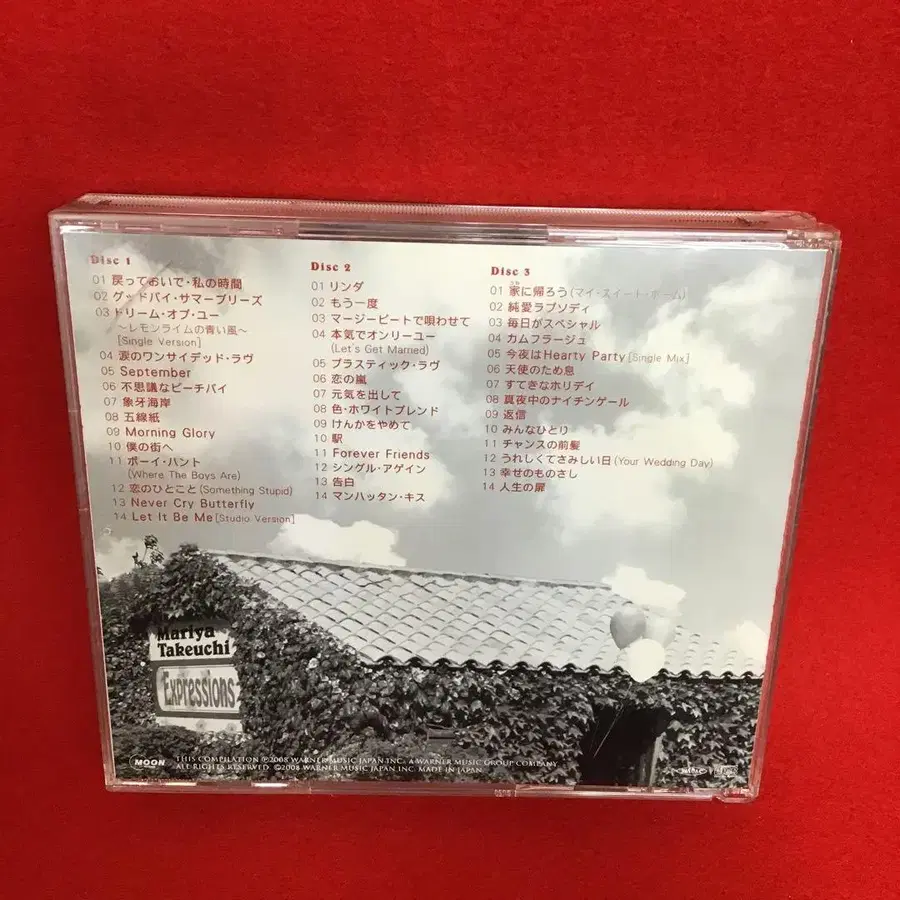 Disc 1
01 戻っておいで・私の時間
02 グッドバイ・サマーブリーズ
03 ドリーム・オブ・ユー
～レモンライムの青い風～
[Single Version]
04 涙のワンサイデッド・ラヴ
05 September
06 不思議なピーチパイ
07 象牙海岸
08 五線紙
09 Morning Glory
10 僕の街へ
11 ボーイ・ハント
(Where The Boys Are)
12 恋のひとこと (Something Stupid)
13 Never Cry Butterfly
14 Let It Be Me [Studio Version]
Disc 2
01 リンダ
02 もう一度
03 マージービートで唄わせて
04 本気でオンリーユー
(Let's Get Married)
05 プラスティック・ラヴ
06 恋の嵐
07 元気を出して
08 色・ホワイトブレンド
09 けんかをやめて
10 駅
11 Forever Friends
12 シングル・アゲイン
13 告白
14 マンハッタン・キス
Disc 3
01 家に帰ろう (マイ・スイート・ホーム)
02 純愛ラプソディ
03 毎日がスペシャル
04 カムフラージュ
05 今夜はHearty Party [Single Mix]
06 天使のため息
07 すてきなホリデイ
08 真夜中のナイチンゲール
09 返信
10 みんなひとり
11 チャンスの前髪
12 うれしくてさみしい日 (Your Wedding Day)
13 幸せのものさし
14 人生の扉
Mariya
Takeuchi
Expressions
MOON
THIS COMPILATION ℗2008 WARNER MUSIC JAPAN INC. A WARNER MUSIC GROUP COMPANY.
ALL RIGHTS RESERVED. ©2008 WARNER MUSIC JAPAN INC. MADE IN JAPAN.